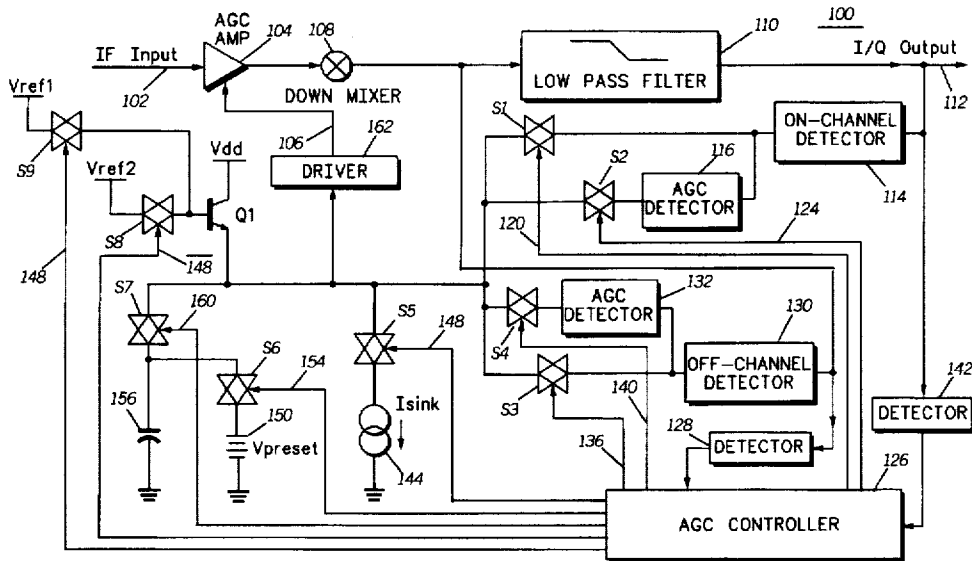 AGC
AMP
104
108
110
100
IF Input
I/Q Output
102
DOWN MIXER
LOW PASS FILTER
112
Vref1
S9
106
162
S1
ON-CHANNEL
DETECTOR
114
Vref2
Vdd
DRIVER
S2
116
AGC
DETECTOR
S8
Q1
120
124
148
148
S7
160
S5
148
S4
AGC
DETECTOR
132
130
S6
154
S3
OFF-CHANNEL
DETECTOR
142
156
150
Vpreset
Isink
144
140
136
128
DETECTOR
DETECTOR
126
AGC CONTROLLER